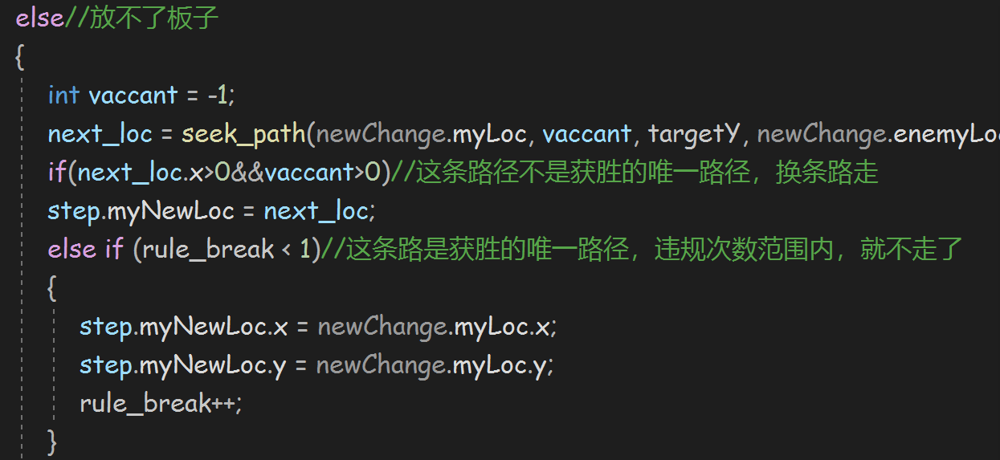 else//放不了板子
{
int vaccant = -1;
next_loc = seek_path(newChange.myLoc, vaccant, targetY, newChange.enemyLoc
if(next_loc.x>0&&vaccant>0)//这条路径不是获胜的唯一路径，换条路走
step.myNewLoc = next_loc;
else if (rule_break < 1)//这条路是获胜的唯一路径，违规次数范围内，就不走了
{
step.myNewLoc.x = newChange.myLoc.x;
step.myNewLoc.y = newChange.myLoc.y;
rule_break++;
}